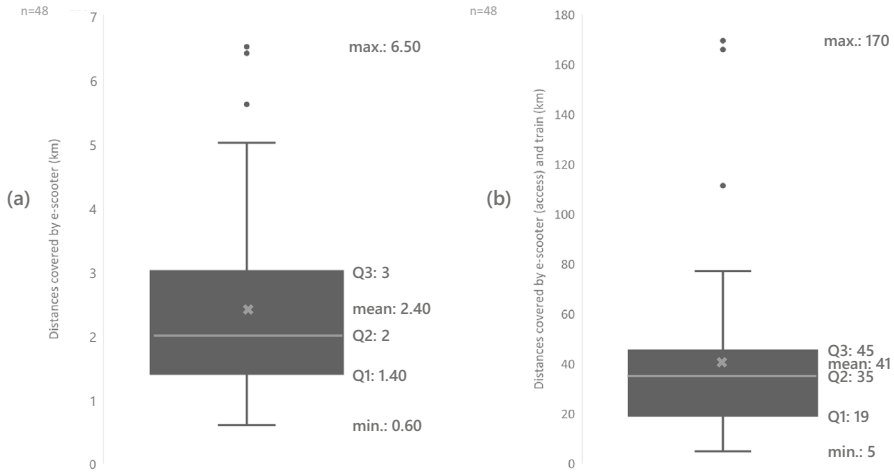 n=48
(a)
Distances covered by e-scooter (km)
7
6
5
4
3
2
1
0
max.: 6.50
Q3: 3
mean: 2.40
Q2: 2
Q1: 1.40
min.: 0.60
n=48
(b)
Distances covered by e-scooter (access) and train (km)
180
160
140
120
100
80
60
40
20
0
max.: 170
Q3: 45
mean: 41
Q2: 35
Q1: 19
min.: 5